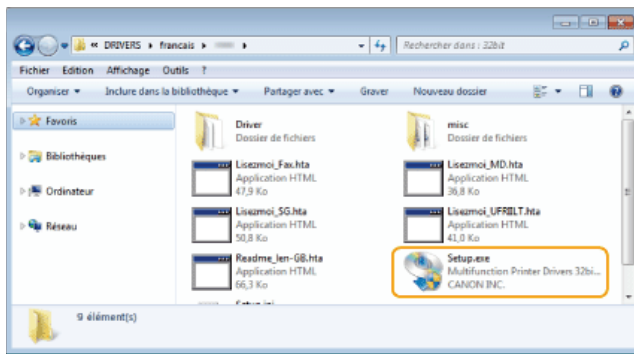 « DRIVERS ▸ francais ▸
Rechercher dans : 32bit
Fichier Edition Affichage Outils ?
Organiser Inclure dans la bibliothèque Partager avec Graver Nouveau dossier
Favoris
Bibliothèques
Ordinateur
Réseau
Driver
Dossier de fichiers
misc
Dossier de fichiers
Lisezmoi_Fax.hta
Application HTML
47,9 Ko
Lisezmoi_MD.hta
Application HTML
36,8 Ko
Lisezmoi_SG.hta
Application HTML
50,8 Ko
Lisezmoi_UFRIILT.hta
Application HTML
41,0 Ko
Readme_len-GB.hta
Application HTML
66,3 Ko
Setup.exe
Multifunction Printer Drivers 32bi...
CANON INC.
9 élément(s)